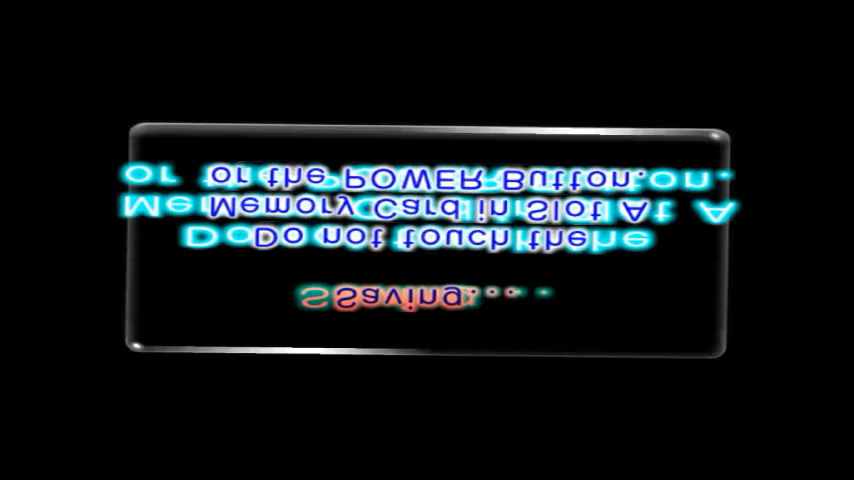 Saving...
Do not touch the
Memory Card in Slot A
or the POWER Button.